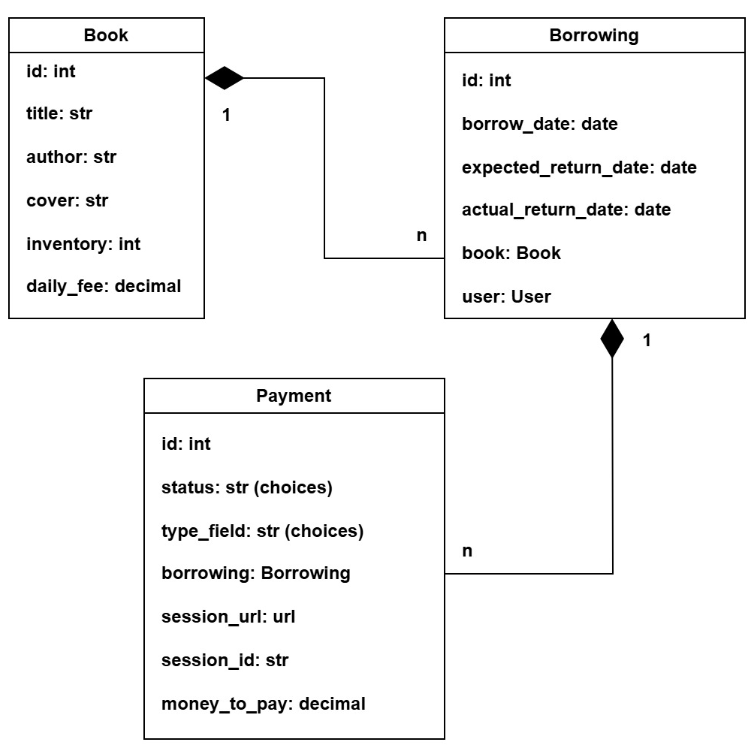 Book
id: int
title: str
author: str
cover: str
inventory: int
daily_fee: decimal
1
n
Borrowing
id: int
borrow_date: date
expected_return_date: date
actual_return_date: date
book: Book
user: User
1
n
Payment
id: int
status: str (choices)
type_field: str (choices)
borrowing: Borrowing
session_url: url
session_id: str
money_to_pay: decimal